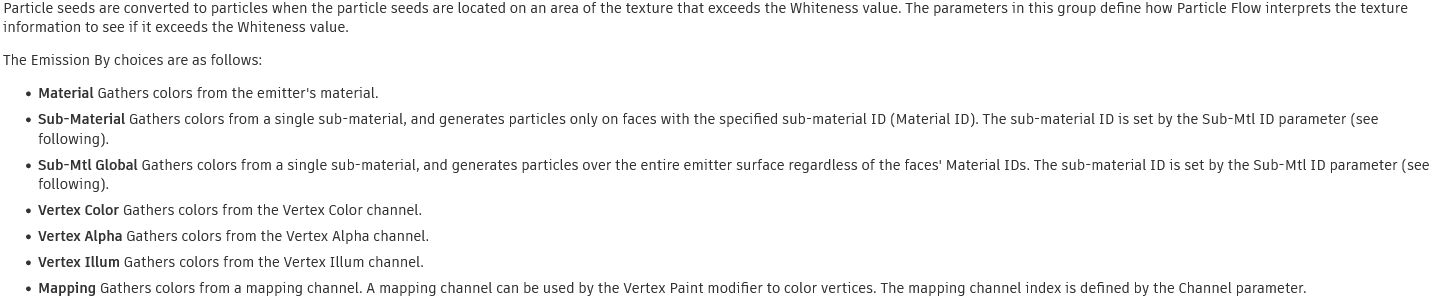 Particle seeds are converted to particles when the particle seeds are located on an area of the texture that exceeds the Whiteness value. The parameters in this group define how Particle Flow interprets the texture
information to see if it exceeds the Whiteness value.
The Emission By choices are as follows:
• Material Gathers colors from the emitter's material.
• Sub-Material Gathers colors from a single sub-material, and generates particles only on faces with the specified sub-material ID (Material ID). The sub-material ID is set by the Sub-Mtl ID parameter (see
following).
• Sub-Mtl Global Gathers colors from a single sub-material, and generates particles over the entire emitter surface regardless of the faces' Material IDs. The sub-material ID is set by the Sub-Mtl ID parameter (see
following).
• Vertex Color Gathers colors from the Vertex Color channel.
• Vertex Alpha Gathers colors from the Vertex Alpha channel.
• Vertex Illum Gathers colors from the Vertex Illum channel.
• Mapping Gathers colors from a mapping channel. A mapping channel can be used by the Vertex Paint modifier to color vertices. The mapping channel index is defined by the Channel parameter.